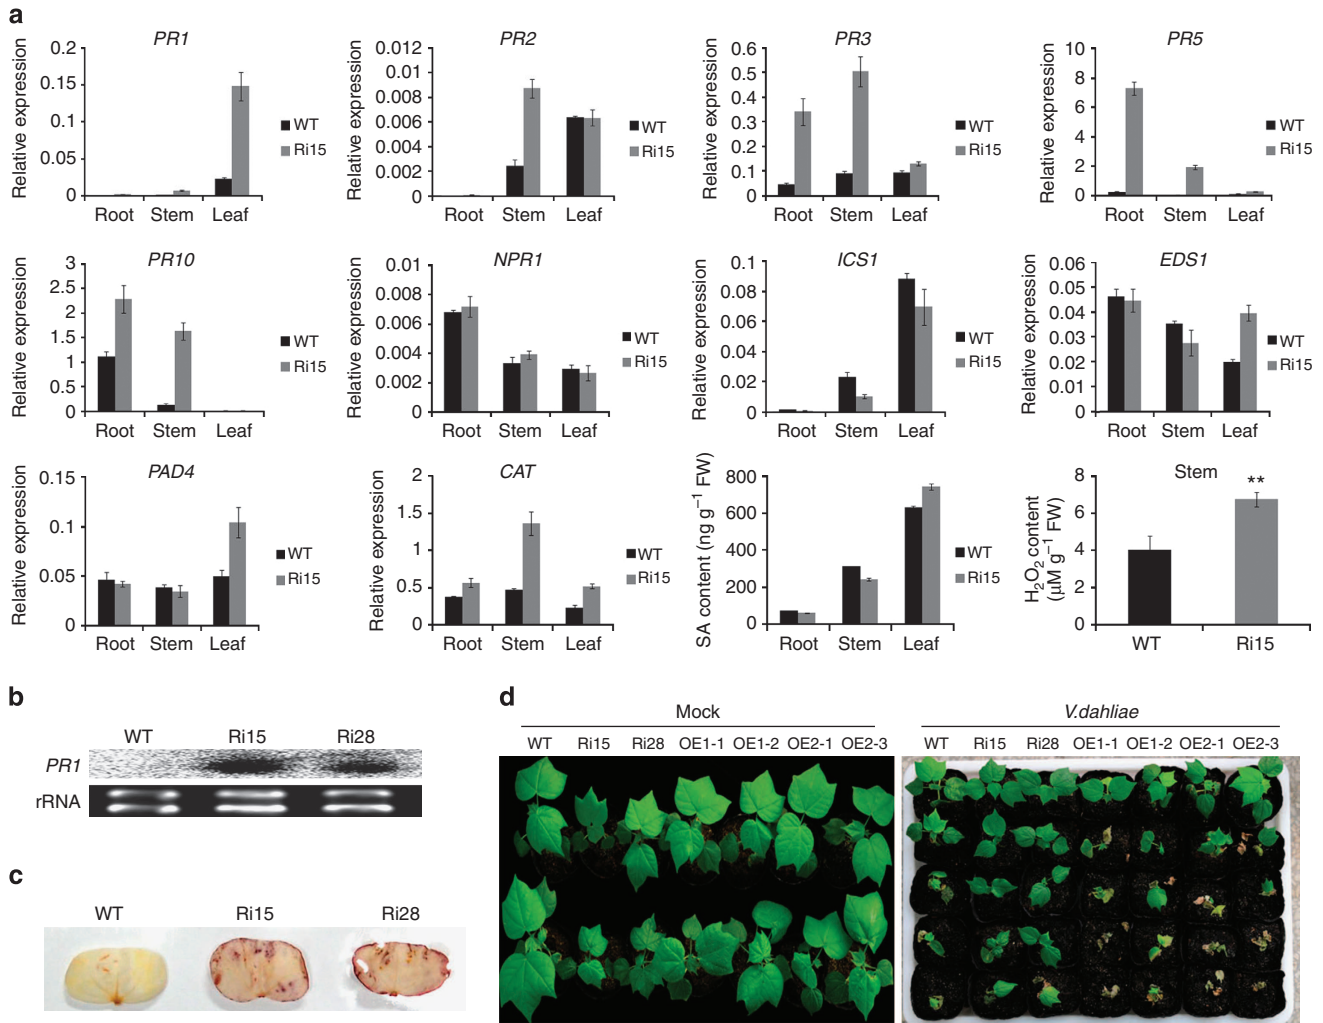 a
PR1
Relative expression
0.2
0.15
0.1
0.05
0
Root Stem Leaf
WT
Ri15
PR2
Relative expression
0.012
0.01
0.008
0.006
0.004
0.002
0
Root Stem Leaf
WT
Ri15
PR3
Relative expression
0.6
0.5
0.4
0.3
0.2
0.1
0
Root Stem Leaf
WT
Ri15
PR5
Relative expression
10
8
6
4
2
0
Root Stem Leaf
WT
Ri15
PR10
Relative expression
3
2.5
2
1.5
1
0.5
0
Root Stem Leaf
WT
Ri15
NPR1
Relative expression
0.01
0.008
0.006
0.004
0.002
0
Root Stem Leaf
WT
Ri15
ICS1
Relative expression
0.1
0.08
0.06
0.04
0.02
0
Root Stem Leaf
WT
Ri15
EDS1
Relative expression
0.06
0.05
0.04
0.03
0.02
0.01
0
Root Stem Leaf
WT
Ri15
PAD4
Relative expression
0.15
0.1
0.05
0
Root Stem Leaf
WT
Ri15
CAT
Relative expression
2
1.5
1
0.5
0
Root Stem Leaf
WT
Ri15
SA content (ng g⁻¹ FW)
800
600
400
200
0
Root Stem Leaf
WT
Ri15
Stem
H₂O₂ content
(μM g⁻¹ FW)
8
6
4
2
0
**
WT Ri15
b
WT Ri15 Ri28
PR1
rRNA
c
WT Ri15 Ri28
d
Mock
WT Ri15 Ri28 OE1-1 OE1-2 OE2-1 OE2-3
V.dahliae
WT Ri15 Ri28 OE1-1 OE1-2 OE2-1 OE2-3